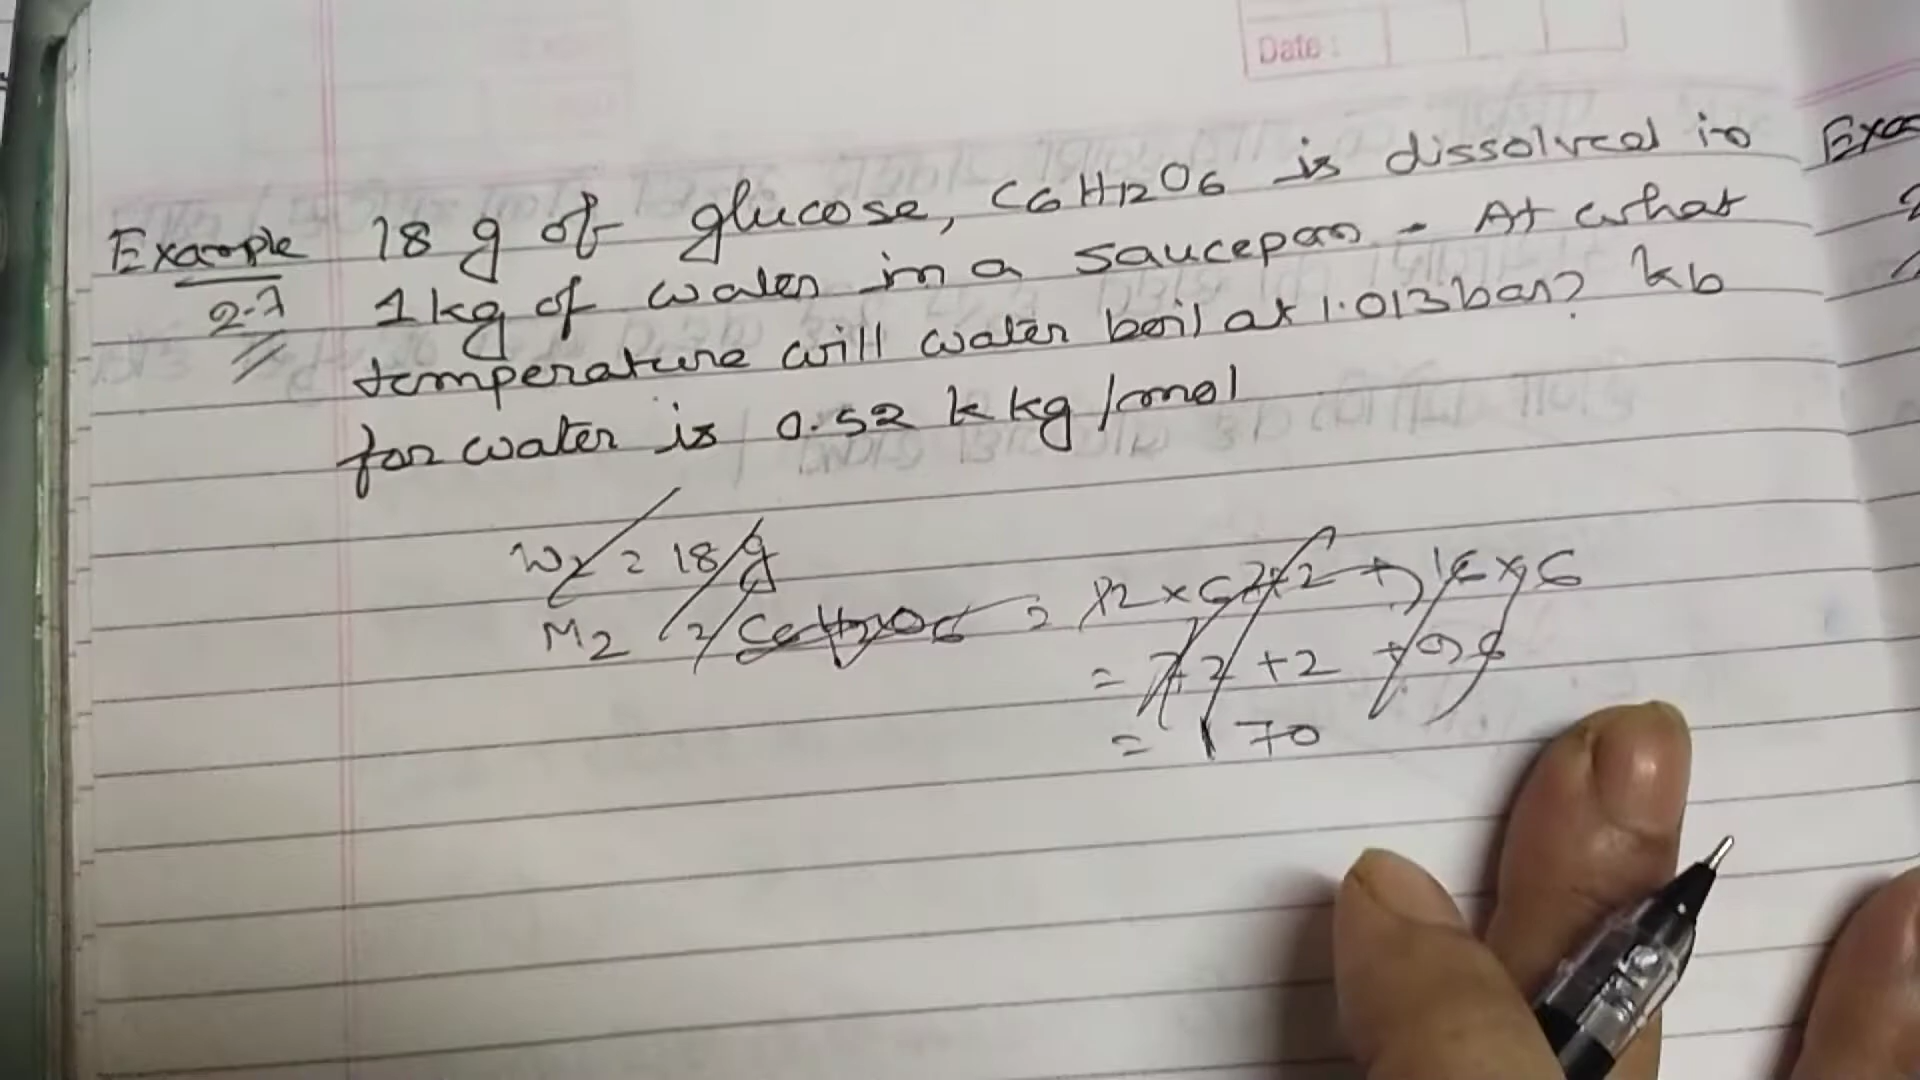 Date :
Example 18 g of glucose, C6H12O6 is dissolved in
2.7 1kg of water in a saucepan. At what
temperature will water boil at 1.013 bar? Kb
for water is 0.52 K kg/mol
W2 = 18 g
M2 = C6H12O6 = 12 x 6 + 2 + 16 x 6
= 72 + 2 + 96
= 170